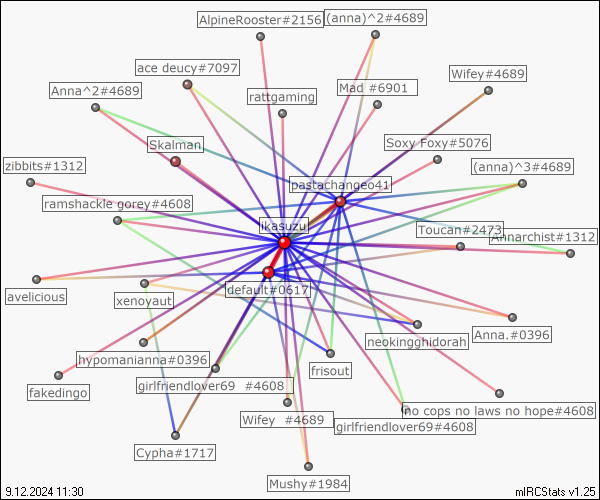 AlpineRooster#2156
(anna)^2#4689
ace deucy#7097
Wifey#4689
Anna^2#4689
rattgaming
Mad #6901
Skalman
Soxy Foxy#5076
zibbits#1312
(anna)^3#4689
pastachangeo41
ramshackle gorey#4608
ikasuzu
Toucan#2473
Annarchist#1312
avelicious
default#0617
xenoyaut
neokingghidorah
Anna.#0396
hypomanianna#0396
frisout
fakedingo
girlfriendlover69 #4608
no cops no laws no hope#4608
Wifey #4689
girlfriendlover69#4608
Cypha#1717
Mushy#1984
9.12.2024 11:30
mIRCStats v1.25